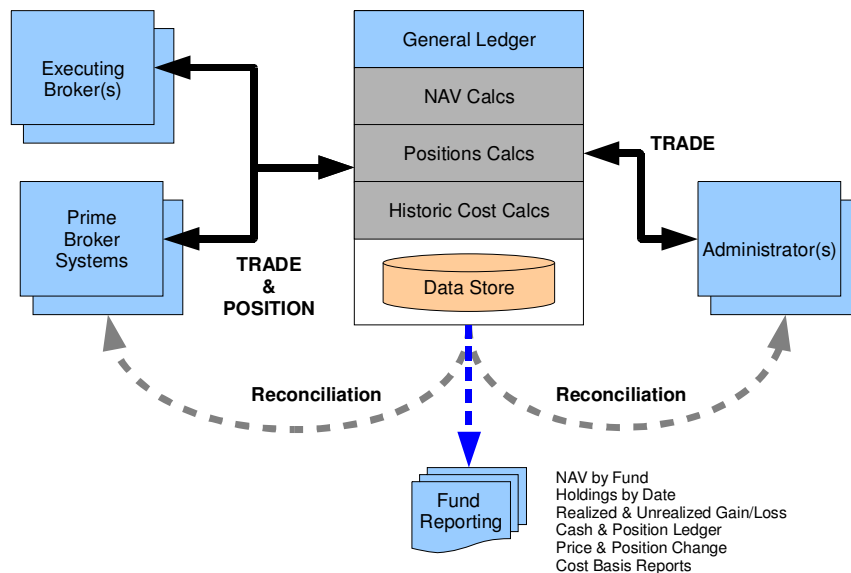 Executing
Broker(s)
Prime
Broker
Systems
TRADE
&
POSITION
General Ledger
NAV Calcs
Positions Calcs
Historic Cost Calcs
Data Store
TRADE
Administrator(s)
Reconciliation
Reconciliation
Fund
Reporting
NAV by Fund
Holdings by Date
Realized & Unrealized Gain/Loss
Cash & Position Ledger
Price & Position Change
Cost Basis Reports